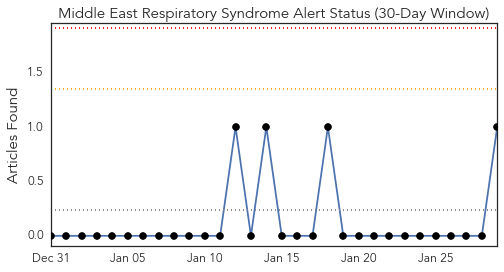 Middle East Respiratory Syndrome Alert Status (30-Day Window)
Articles Found
1.5
1.0
0.5
0.0
Dec 31 Jan 05 Jan 10 Jan 15 Jan 20 Jan 25